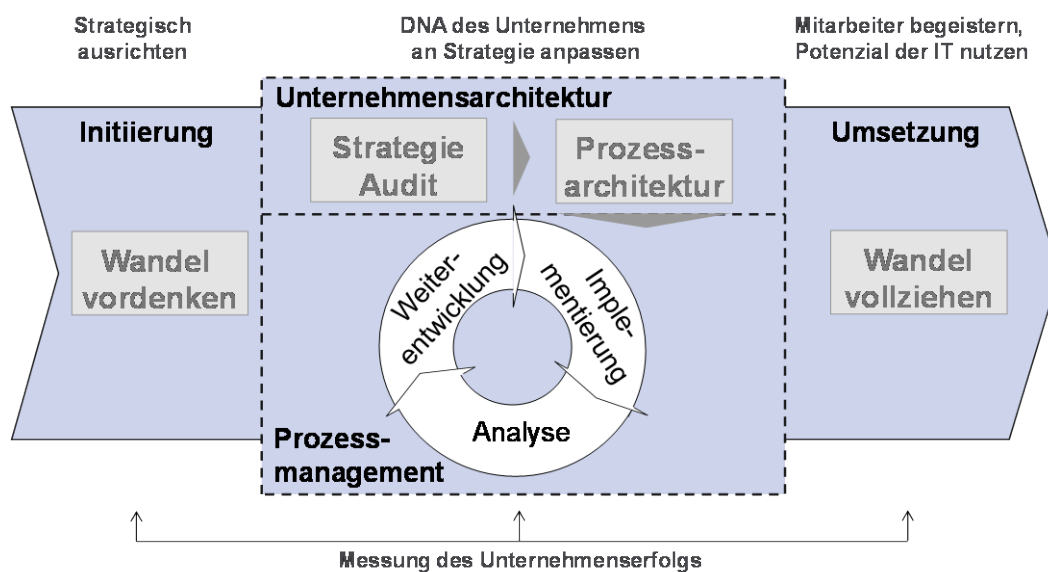 Strategisch
ausrichten
DNA des Unternehmens
an Strategie anpassen
Mitarbeiter begeistern,
Potenzial der IT nutzen
Unternehmensarchitektur
Initiierung
Umsetzung
Strategie
Audit
Prozess-
architektur
Wandel
vordenken
Weiter-
entwicklung
Imple-
mentierung
Wandel
vollziehen
Analyse
Prozess-
management
Messung des Unternehmenserfolgs